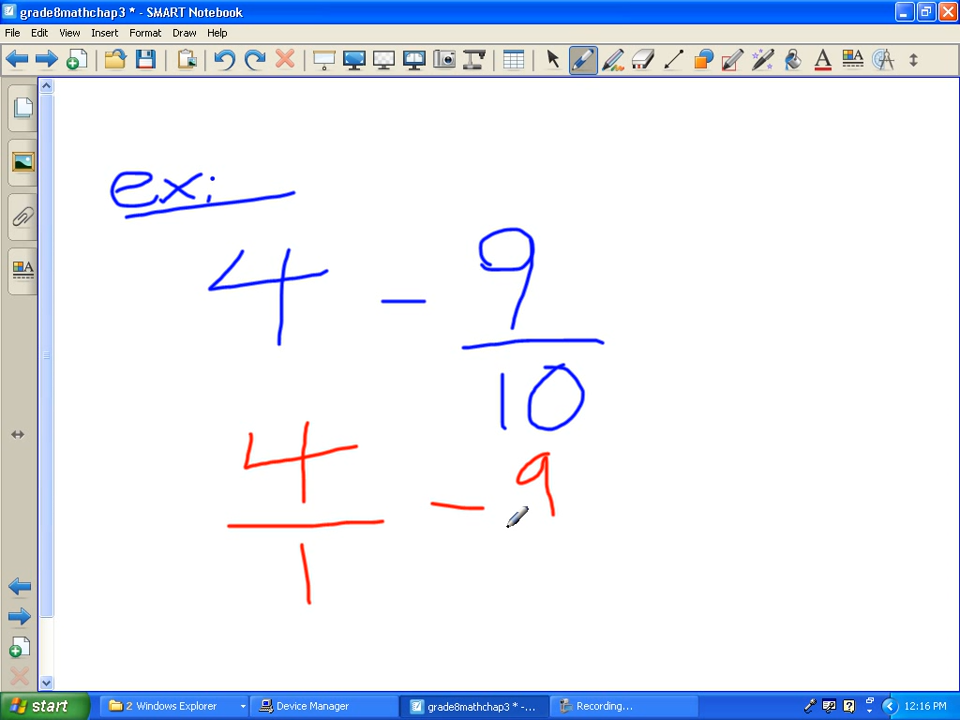 grade8mathchap3 * - SMART Notebook
File Edit View Insert Format Draw Help
ex:
4 - 9/10
4/1 - 9
start
2 Windows Explorer
Device Manager
grade8mathchap3 * -...
Recording...
12:16 PM